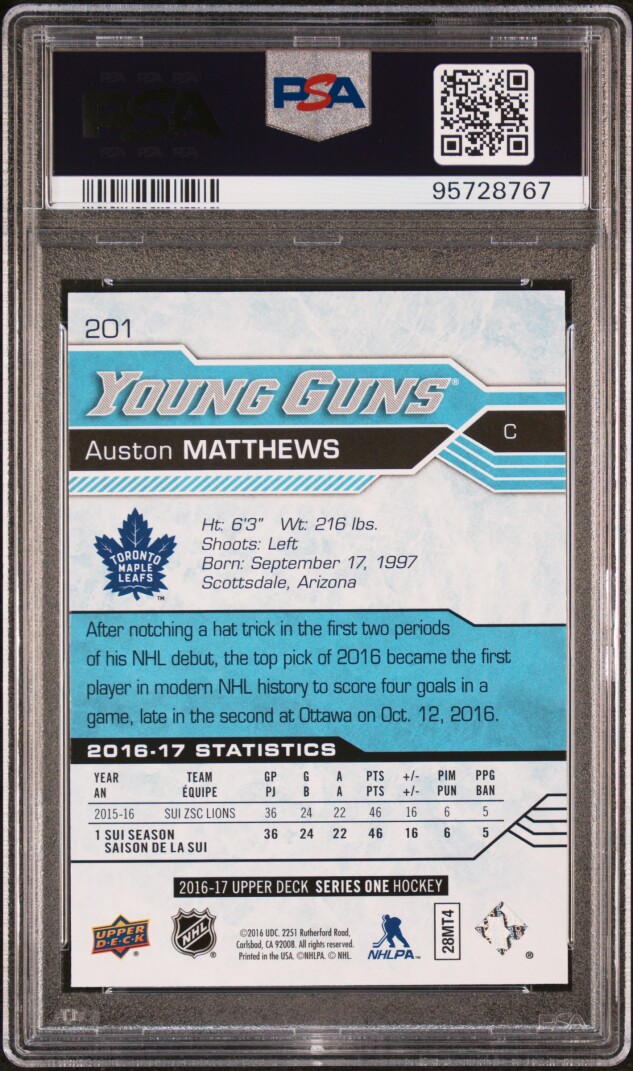 PSA
PSA
95728767
201
YOUNG GUNS®
Auston MATTHEWS
C
TORONTO
MAPLE
LEAFS
TM
Ht: 6'3" Wt: 216 lbs.
Shoots: Left
Born: September 17, 1997
Scottsdale, Arizona
After notching a hat trick in the first two periods
of his NHL debut, the top pick of 2016 became the first
player in modern NHL history to score four goals in a
game, late in the second at Ottawa on Oct. 12, 2016.
2016-17 STATISTICS
YEAR TEAM GP G A PTS +/- PIM PPG
AN ÉQUIPE PJ B A PTS +/- PUN BAN
2015-16 SUI ZSC LIONS 36 24 22 46 16 6 5
1 SUI SEASON 36 24 22 46 16 6 5
SAISON DE LA SUI
2016-17 UPPER DECK SERIES ONE HOCKEY
UPPER
D·E·C·K
®
NHL
®
©2016 UDC. 2251 Rutherford Road,
Carlsbad, CA 92008. All rights reserved.
Printed in the USA. ©NHLPA. © NHL.
NHLPA™
28MT4
®
PSA